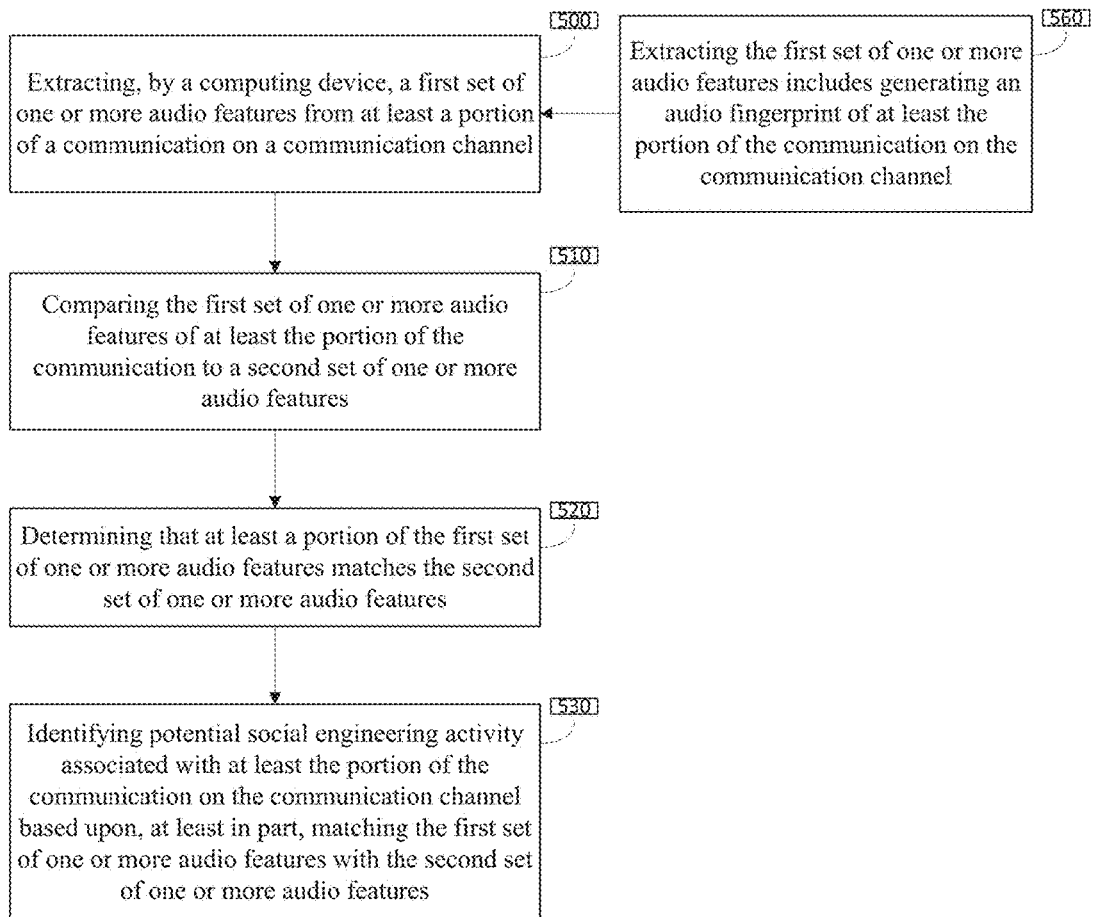 500
Extracting, by a computing device, a first set of
one or more audio features from at least a portion
of a communication on a communication channel
560
Extracting the first set of one or more
audio features includes generating an
audio fingerprint of at least the
portion of the communication on the
communication channel
510
Comparing the first set of one or more audio
features of at least the portion of the
communication to a second set of one or more
audio features
520
Determining that at least a portion of the first set
of one or more audio features matches the second
set of one or more audio features
530
Identifying potential social engineering activity
associated with at least the portion of the
communication on the communication channel
based upon, at least in part, matching the first set
of one or more audio features with the second set
of one or more audio features